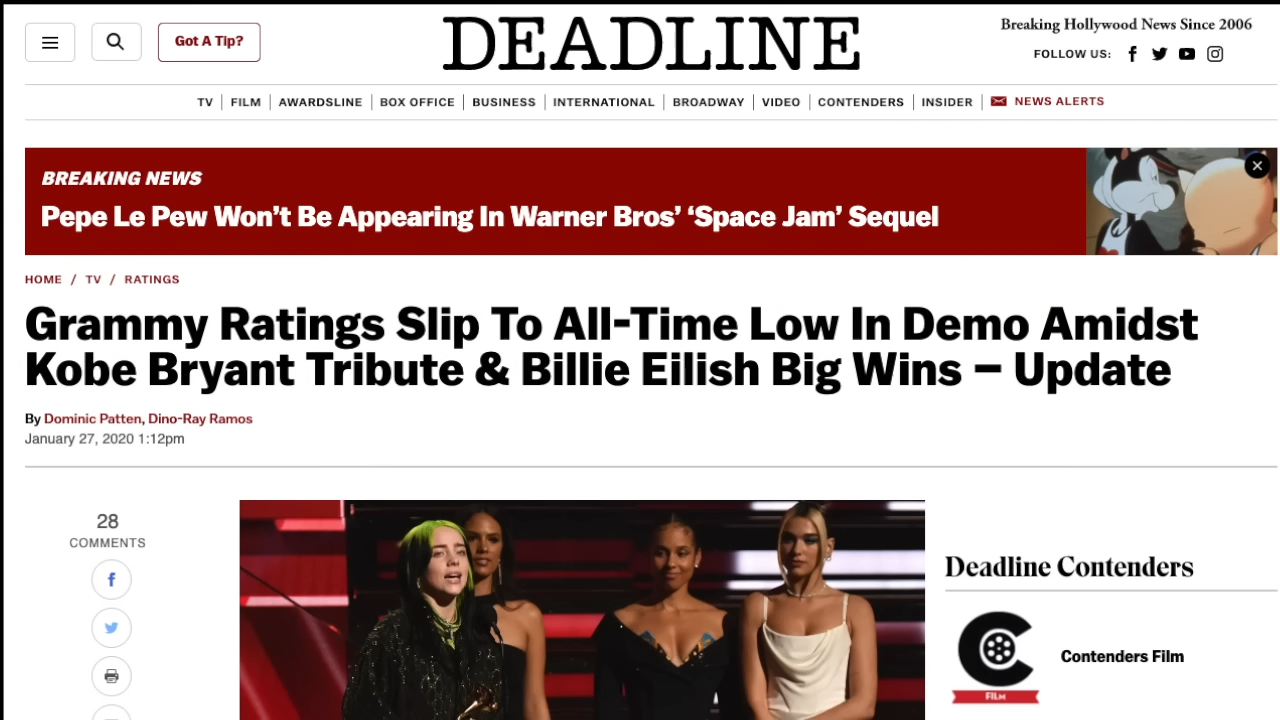 Got A Tip?
DEADLINE
Breaking Hollywood News Since 2006
FOLLOW US:
TV | FILM | AWARDSLINE | BOX OFFICE | BUSINESS | INTERNATIONAL | BROADWAY | VIDEO | CONTENDERS | INSIDER | NEWS ALERTS
BREAKING NEWS
Pepe Le Pew Won't Be Appearing In Warner Bros' ‘Space Jam’ Sequel
HOME / TV / RATINGS
Grammy Ratings Slip To All-Time Low In Demo Amidst
Kobe Bryant Tribute & Billie Eilish Big Wins – Update
By Dominic Patten, Dino-Ray Ramos
January 27, 2020 1:12pm
28
COMMENTS
Deadline Contenders
FILM
Contenders Film